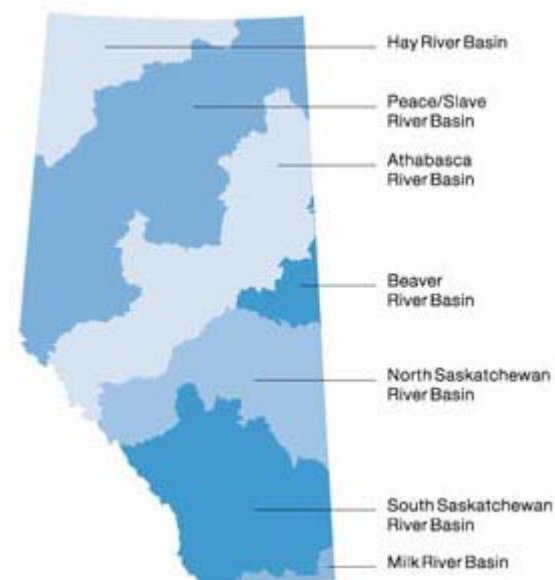 Hay River Basin
Peace/Slave
River Basin
Athabasca
River Basin
Beaver
River Basin
North Saskatchewan
River Basin
South Saskatchewan
River Basin
Milk River Basin